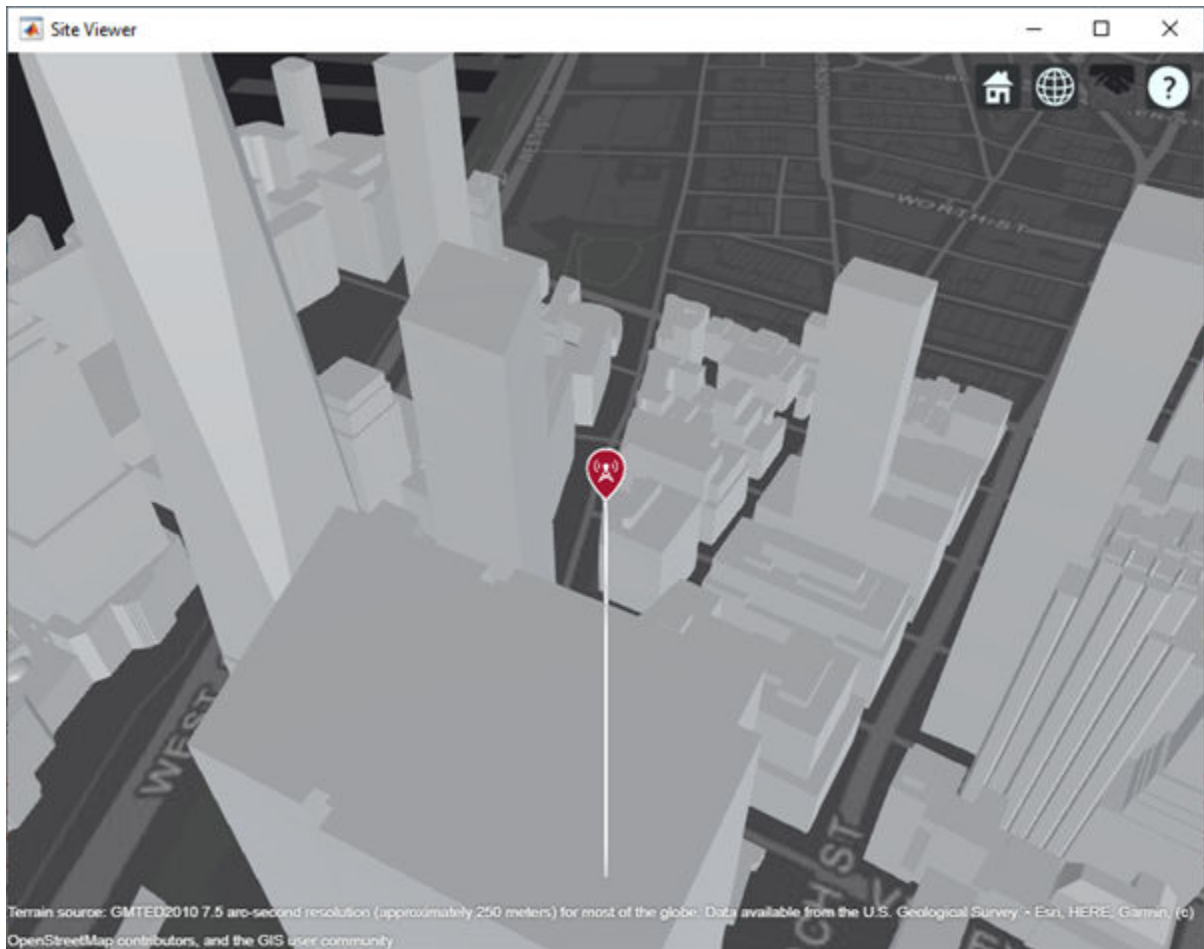 Site Viewer
?
WEST ST
WORTH ST
WEST
CH ST
Terrain source: GMTED2010 7.5 arc-second resolution (approximately 250 meters) for most of the globe. Data available from the U.S. Geological Survey. • Esri, HERE, Garmin, (c)
OpenStreetMap contributors, and the GIS user community